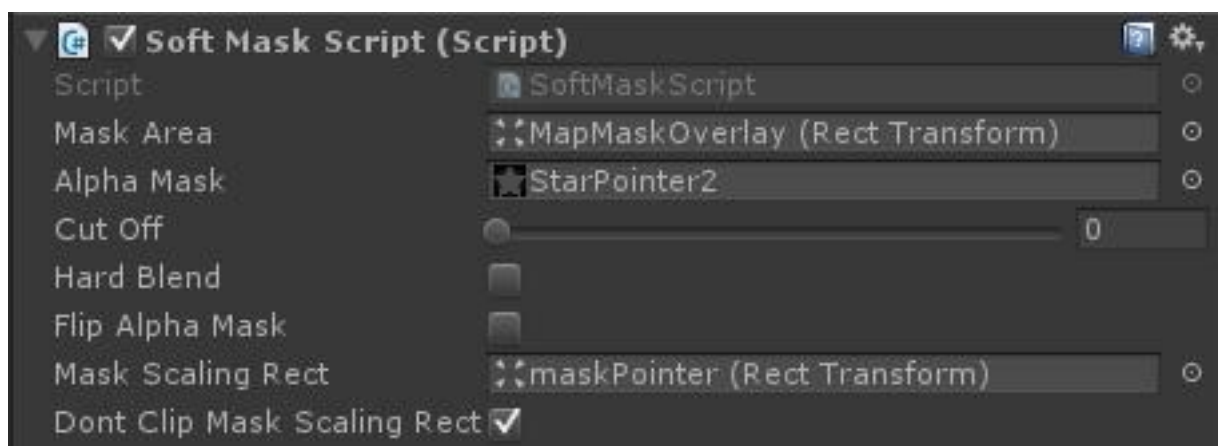 Soft Mask Script (Script)
Script SoftMaskScript
Mask Area MapMaskOverlay (Rect Transform)
Alpha Mask StarPointer2
Cut Off 0
Hard Blend
Flip Alpha Mask
Mask Scaling Rect maskPointer (Rect Transform)
Dont Clip Mask Scaling Rect